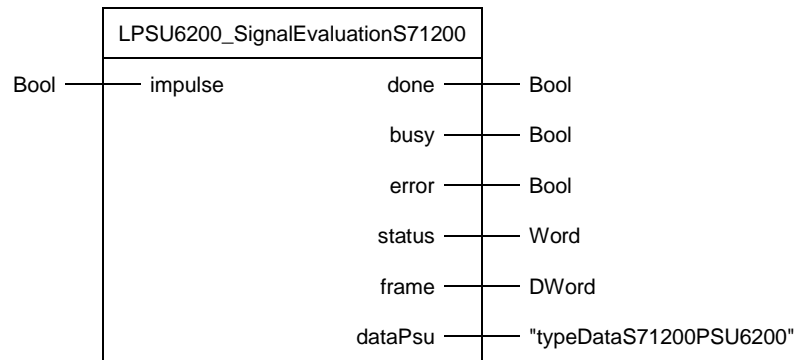 LPSU6200_SignalEvaluationS71200
Bool impulse done Bool
busy Bool
error Bool
status Word
frame DWord
dataPsu "typeDataS71200PSU6200"